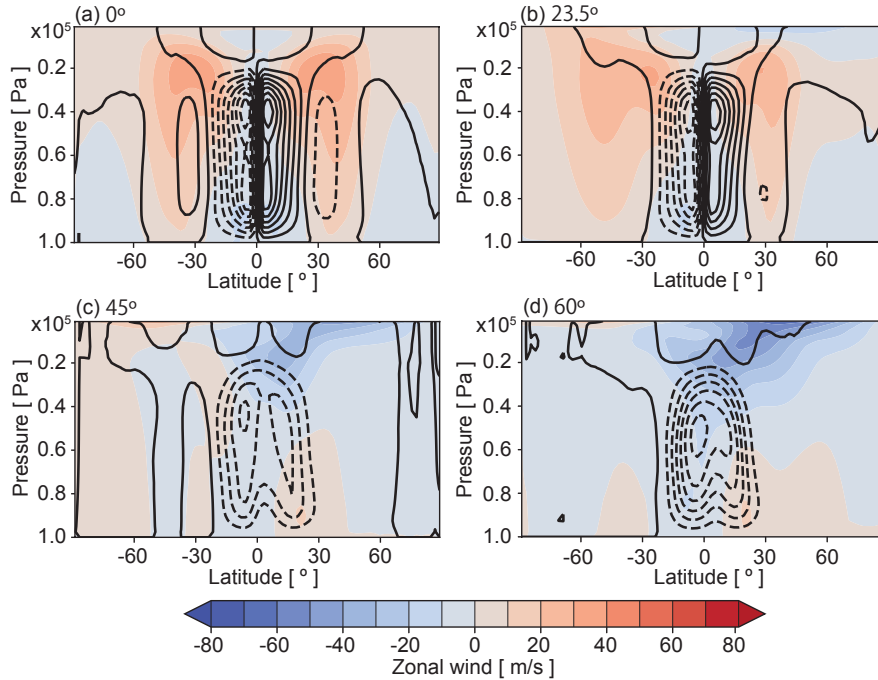 (a) 0º
(b) 23.5º
x10⁵
0.2
0.4
0.6
0.8
1.0
Pressure [ Pa ]
-60 -30 0 30 60
Latitude [ º ]
x10⁵
0.2
0.4
0.6
0.8
1.0
Pressure [ Pa ]
-60 -30 0 30 60
Latitude [ º ]
(c) 45º
(d) 60º
x10⁵
0.2
0.4
0.6
0.8
1.0
Pressure [ Pa ]
-60 -30 0 30 60
Latitude [ º ]
x10⁵
0.2
0.4
0.6
0.8
1.0
Pressure [ Pa ]
-60 -30 0 30 60
Latitude [ º ]
-80 -60 -40 -20 0 20 40 60 80
Zonal wind [ m/s ]